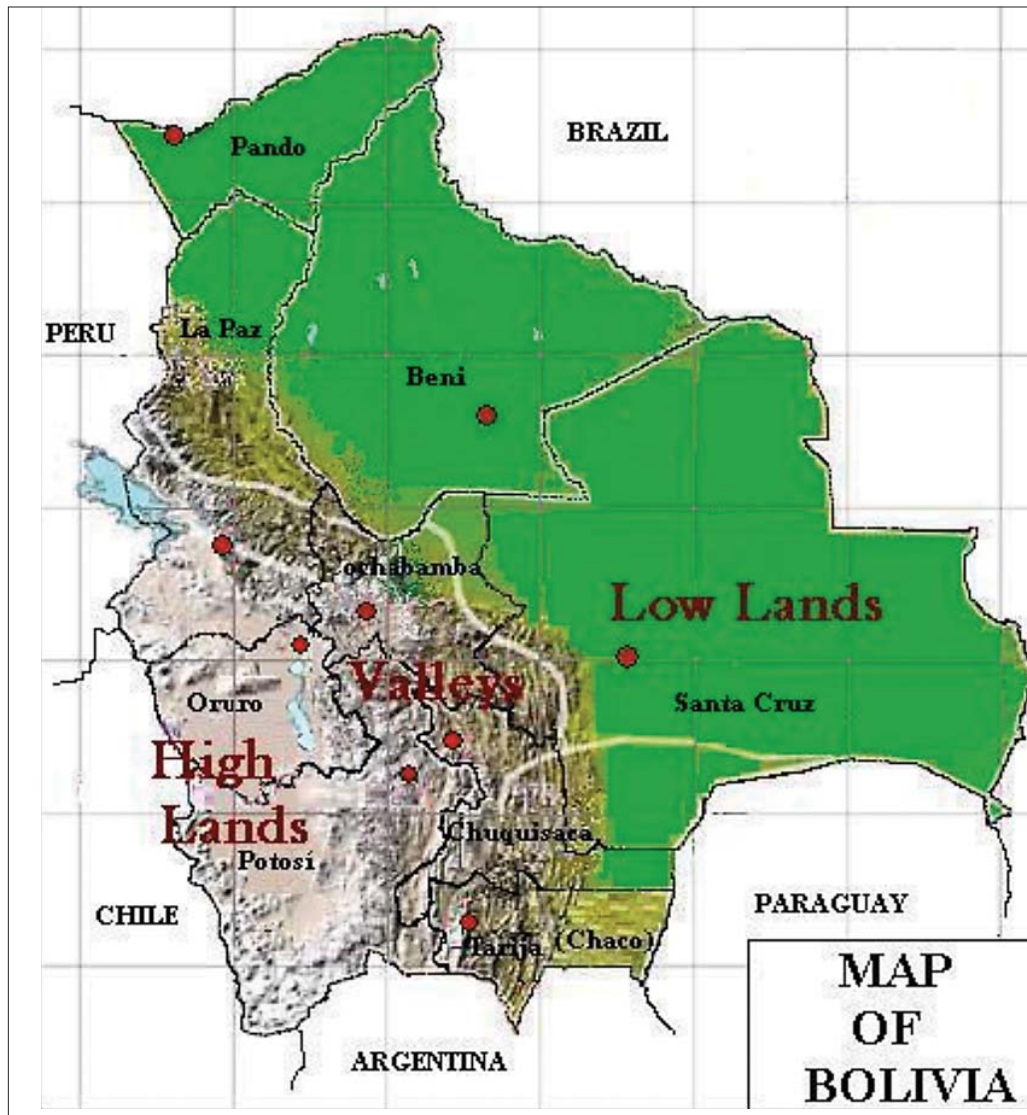 BRAZIL
Pando
PERU
La Paz
Beni
Cochabamba
Low Lands
Valleys
Oruro
Santa Cruz
High
Lands
Chuquisaca
Potosí
CHILE
PARAGUAY
Tarija
(Chaco)
ARGENTINA
MAP
OF
BOLIVIA